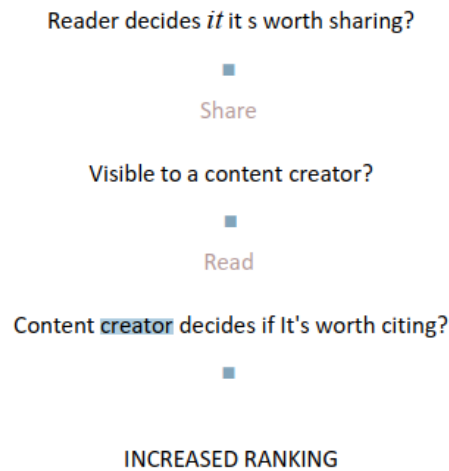 Reader decides it it s worth sharing?
Share
Visible to a content creator?
Read
Content creator decides if It's worth citing?
INCREASED RANKING